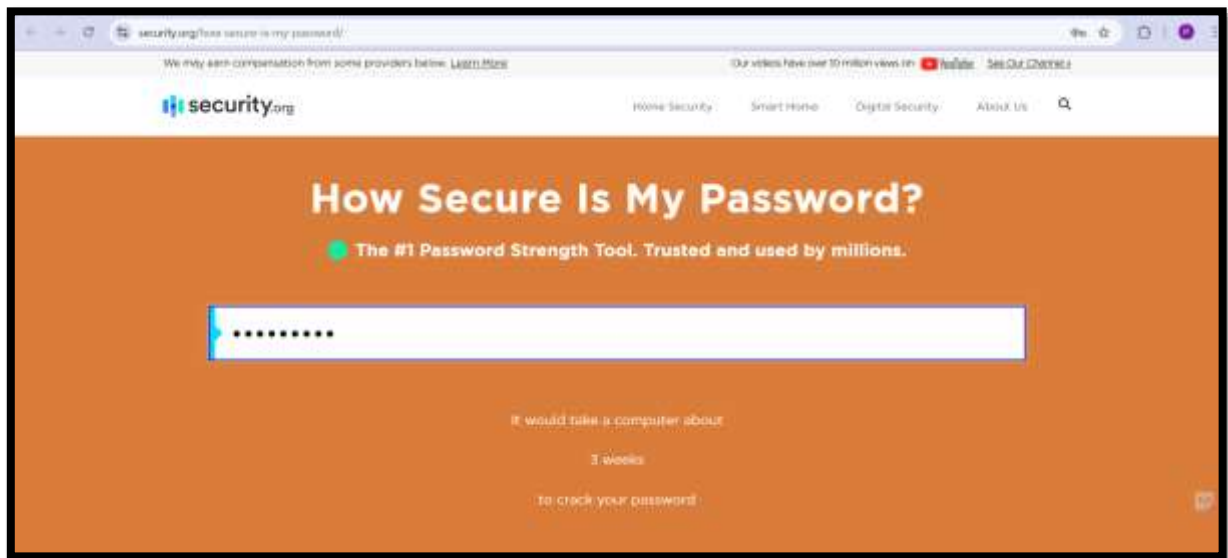 security.org/how-secure-is-my-password/
We may earn compensation from some providers below. Learn More
Our videos have over 10 million views on YouTube See Our Channel
security.org
Home Security Smart Home Digital Security About Us
How Secure Is My Password?
The #1 Password Strength Tool. Trusted and used by millions.
•••••••••
It would take a computer about
3 weeks
to crack your password